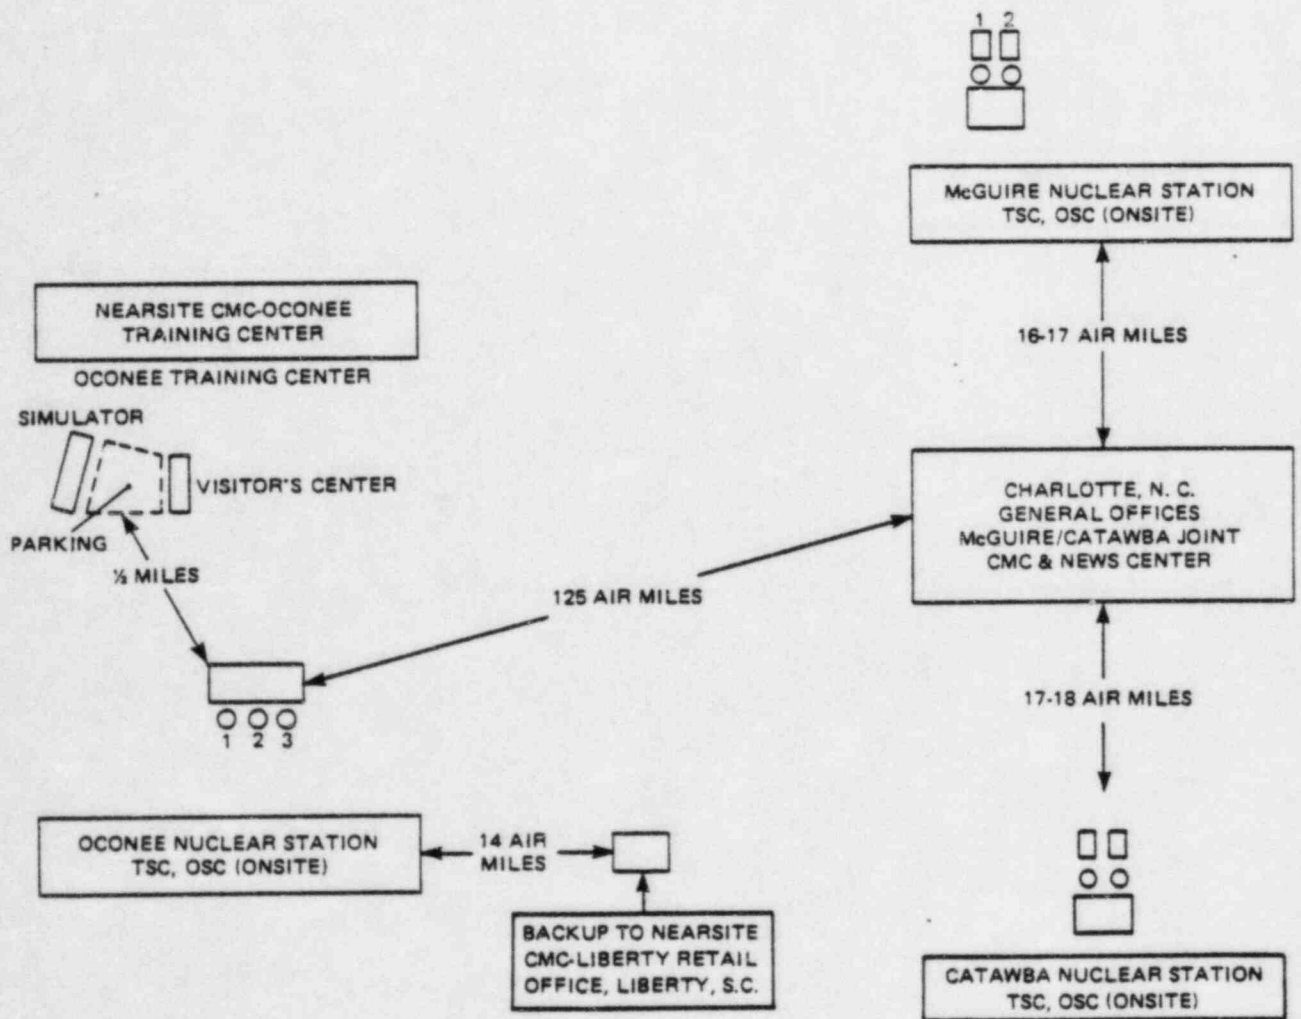 1 2
McGUIRE NUCLEAR STATION
TSC, OSC (ONSITE)
16-17 AIR MILES
NEARSITE CMC-OCONEE
TRAINING CENTER
OCONEE TRAINING CENTER
SIMULATOR
VISITOR'S CENTER
PARKING
½ MILES
125 AIR MILES
CHARLOTTE, N. C.
GENERAL OFFICES
McGUIRE/CATAWBA JOINT
CMC & NEWS CENTER
17-18 AIR MILES
1 2 3
OCONEE NUCLEAR STATION
TSC, OSC (ONSITE)
14 AIR
MILES
BACKUP TO NEARSITE
CMC-LIBERTY RETAIL
OFFICE, LIBERTY, S.C.
CATAWBA NUCLEAR STATION
TSC, OSC (ONSITE)